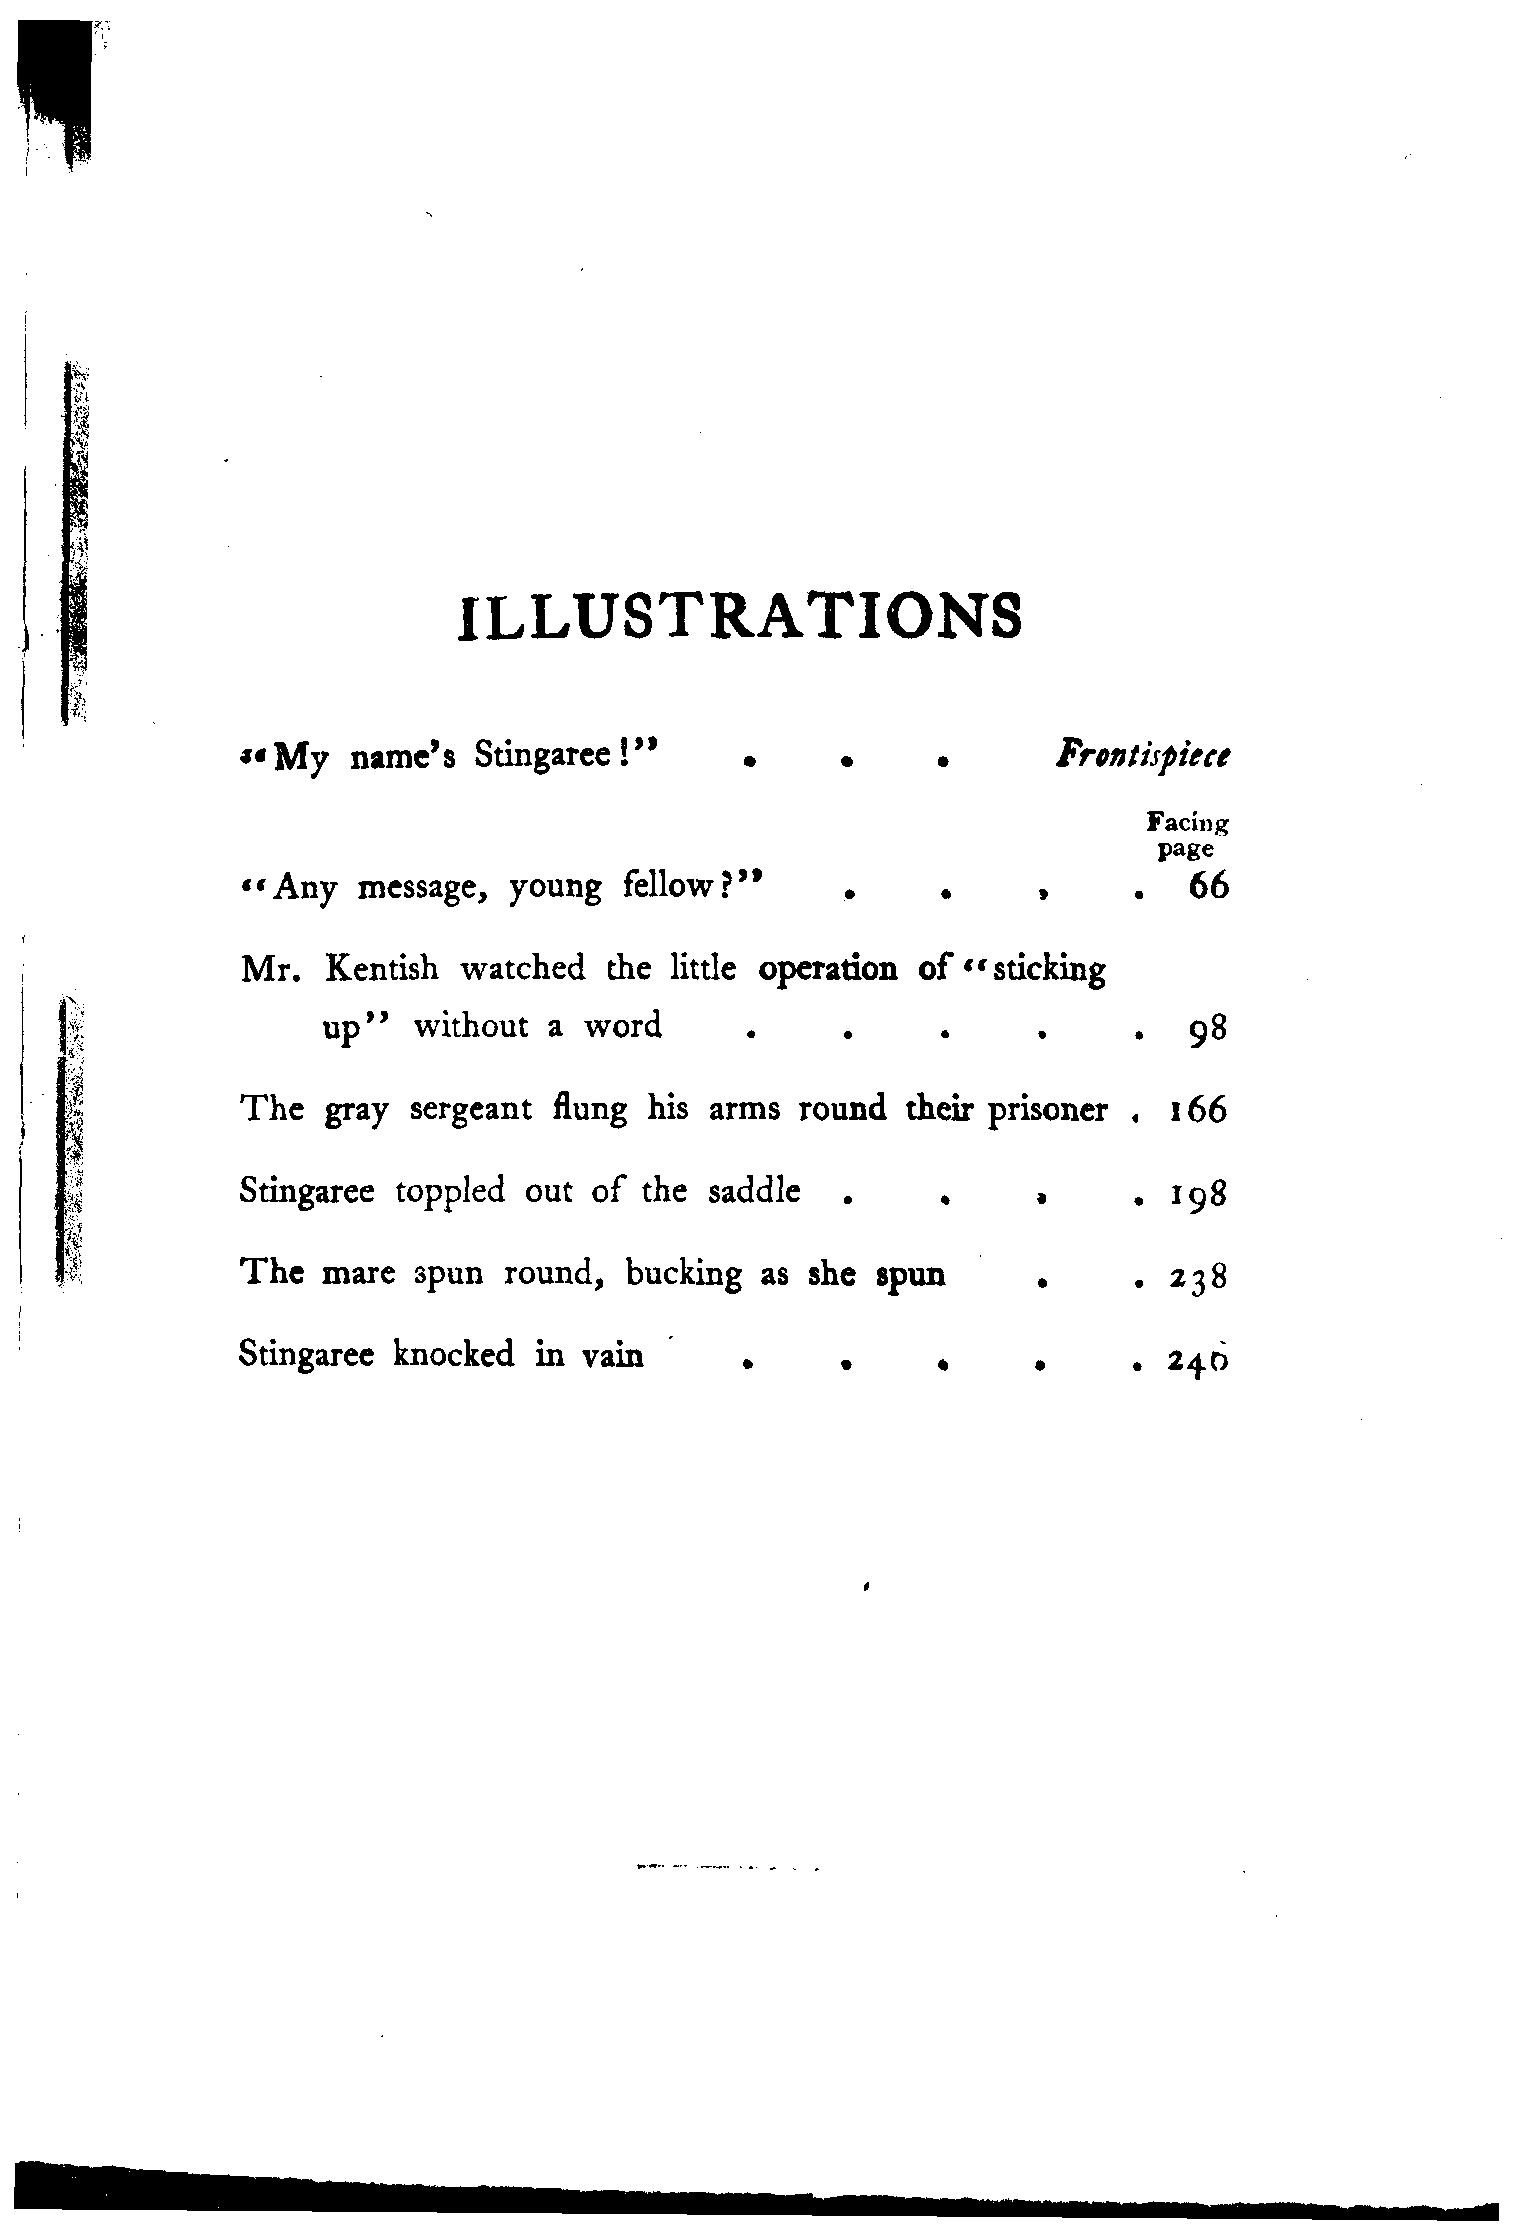 ILLUSTRATIONS
“My name’s Stingaree!” . . . Frontispiece
Facing
page
“Any message, young fellow?” . . . . 66
Mr. Kentish watched the little operation of “sticking
up” without a word . . . . . 98
The gray sergeant flung his arms round their prisoner . 166
Stingaree toppled out of the saddle . . . . 198
The mare spun round, bucking as she spun . . 238
Stingaree knocked in vain . . . . . 240